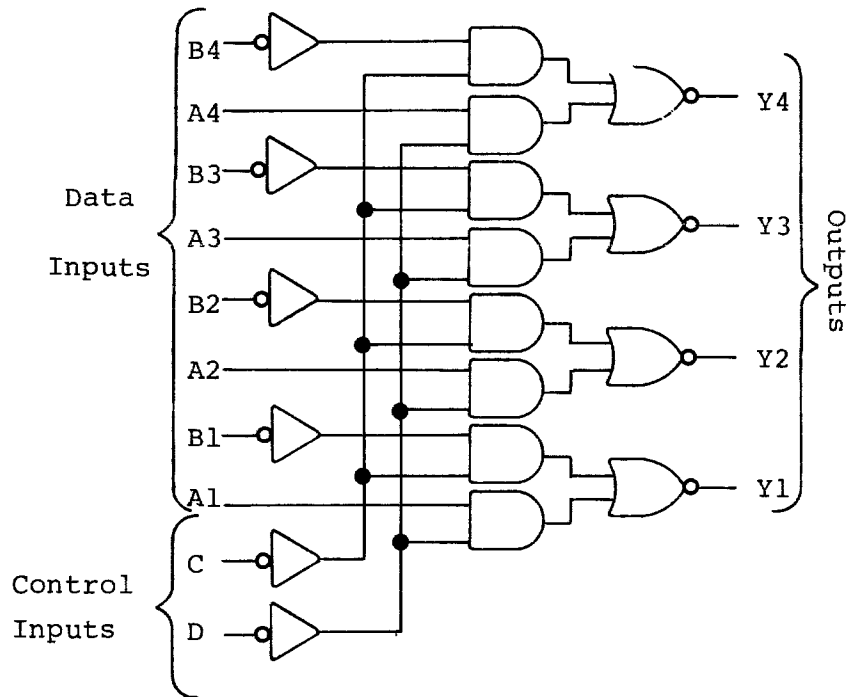 B4
A4
B3
A3
B2
A2
B1
A1
C
D
Data
Inputs
Control
Inputs
Y4
Y3
Y2
Y1
Outputs